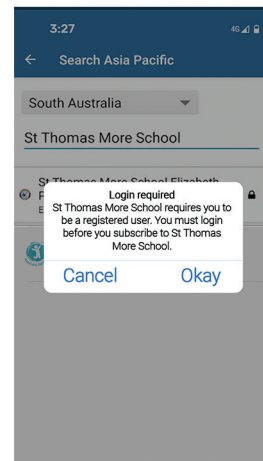 3:27
4G
Search Asia Pacific
South Australia
St Thomas More School
St Thomas More School Elizabeth
Login required
St Thomas More School requires you to
be a registered user. You must login
before you subscribe to St Thomas
More School.
Cancel Okay